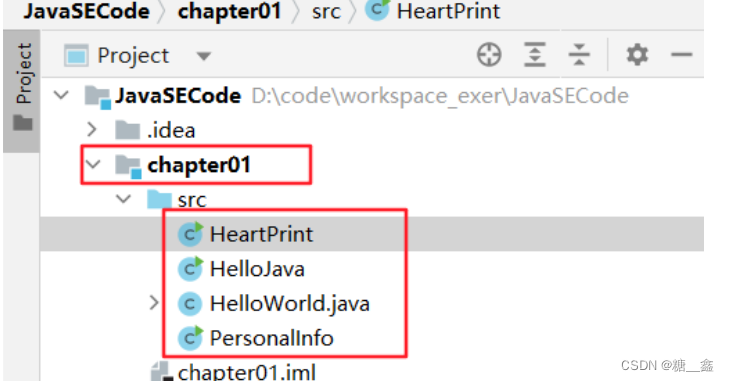 JavaSECode 〉 chapter01 〉 src 〉 HeartPrint
Project
Project
JavaSECode D:\code\workspace_exer\JavaSECode
.idea
chapter01
src
HeartPrint
HelloJava
HelloWorld.java
PersonalInfo
chapter01.iml
CSDN @糖__鑫